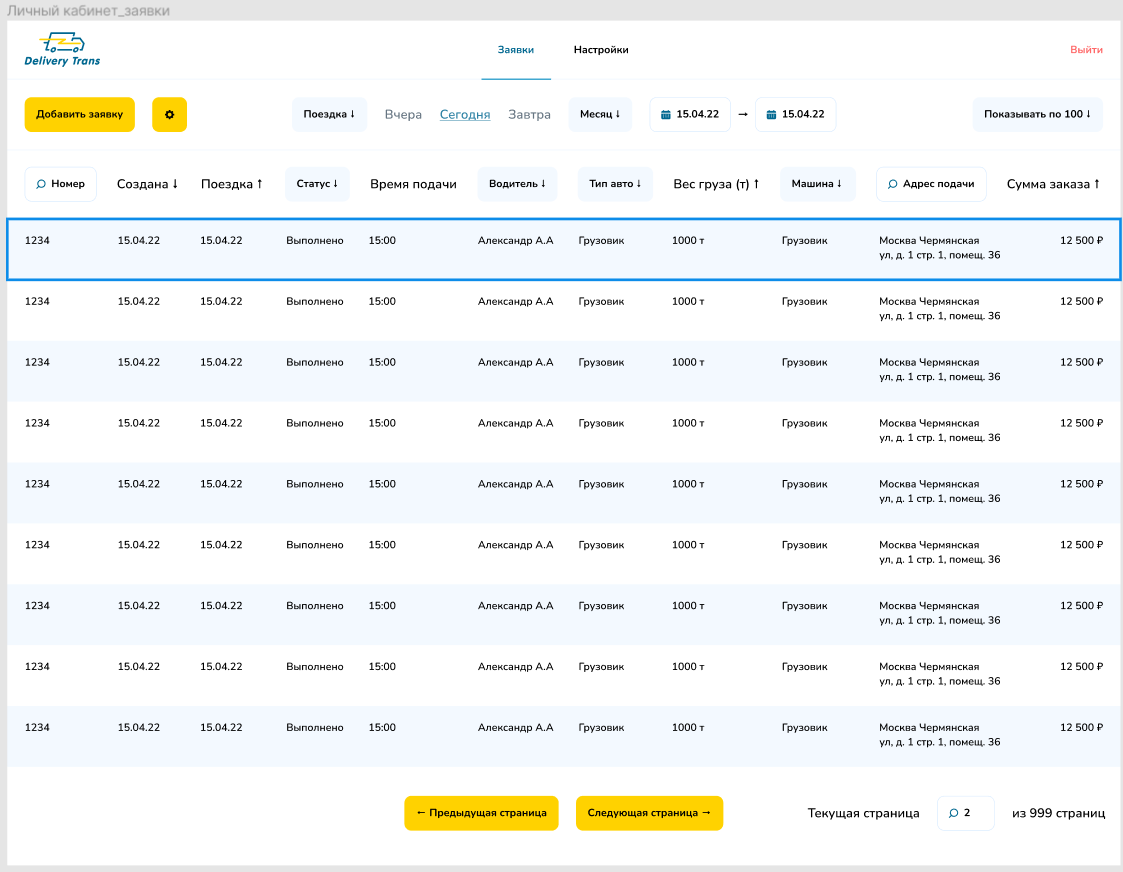 Личный кабинет_заявки
Delivery Trans
Заявки Настройки Выйти
Добавить заявку Поездка ↓ Вчера Сегодня Завтра Месяц ↓ 15.04.22 → 15.04.22 Показывать по 100 ↓
Номер Создана ↓ Поездка ↑ Статус ↓ Время подачи Водитель ↓ Тип авто ↓ Вес груза (т) ↑ Машина ↓ Адрес подачи Сумма заказа ↑
1234 15.04.22 15.04.22 Выполнено 15:00 Александр А.А Грузовик 1000 т Грузовик Москва Чермянская 12 500 ₽
ул, д. 1 стр. 1, помещ. 36
1234 15.04.22 15.04.22 Выполнено 15:00 Александр А.А Грузовик 1000 т Грузовик Москва Чермянская 12 500 ₽
ул, д. 1 стр. 1, помещ. 36
1234 15.04.22 15.04.22 Выполнено 15:00 Александр А.А Грузовик 1000 т Грузовик Москва Чермянская 12 500 ₽
ул, д. 1 стр. 1, помещ. 36
1234 15.04.22 15.04.22 Выполнено 15:00 Александр А.А Грузовик 1000 т Грузовик Москва Чермянская 12 500 ₽
ул, д. 1 стр. 1, помещ. 36
1234 15.04.22 15.04.22 Выполнено 15:00 Александр А.А Грузовик 1000 т Грузовик Москва Чермянская 12 500 ₽
ул, д. 1 стр. 1, помещ. 36
1234 15.04.22 15.04.22 Выполнено 15:00 Александр А.А Грузовик 1000 т Грузовик Москва Чермянская 12 500 ₽
ул, д. 1 стр. 1, помещ. 36
1234 15.04.22 15.04.22 Выполнено 15:00 Александр А.А Грузовик 1000 т Грузовик Москва Чермянская 12 500 ₽
ул, д. 1 стр. 1, помещ. 36
1234 15.04.22 15.04.22 Выполнено 15:00 Александр А.А Грузовик 1000 т Грузовик Москва Чермянская 12 500 ₽
ул, д. 1 стр. 1, помещ. 36
1234 15.04.22 15.04.22 Выполнено 15:00 Александр А.А Грузовик 1000 т Грузовик Москва Чермянская 12 500 ₽
ул, д. 1 стр. 1, помещ. 36
← Предыдущая страница Следующая страница → Текущая страница 2 из 999 страниц